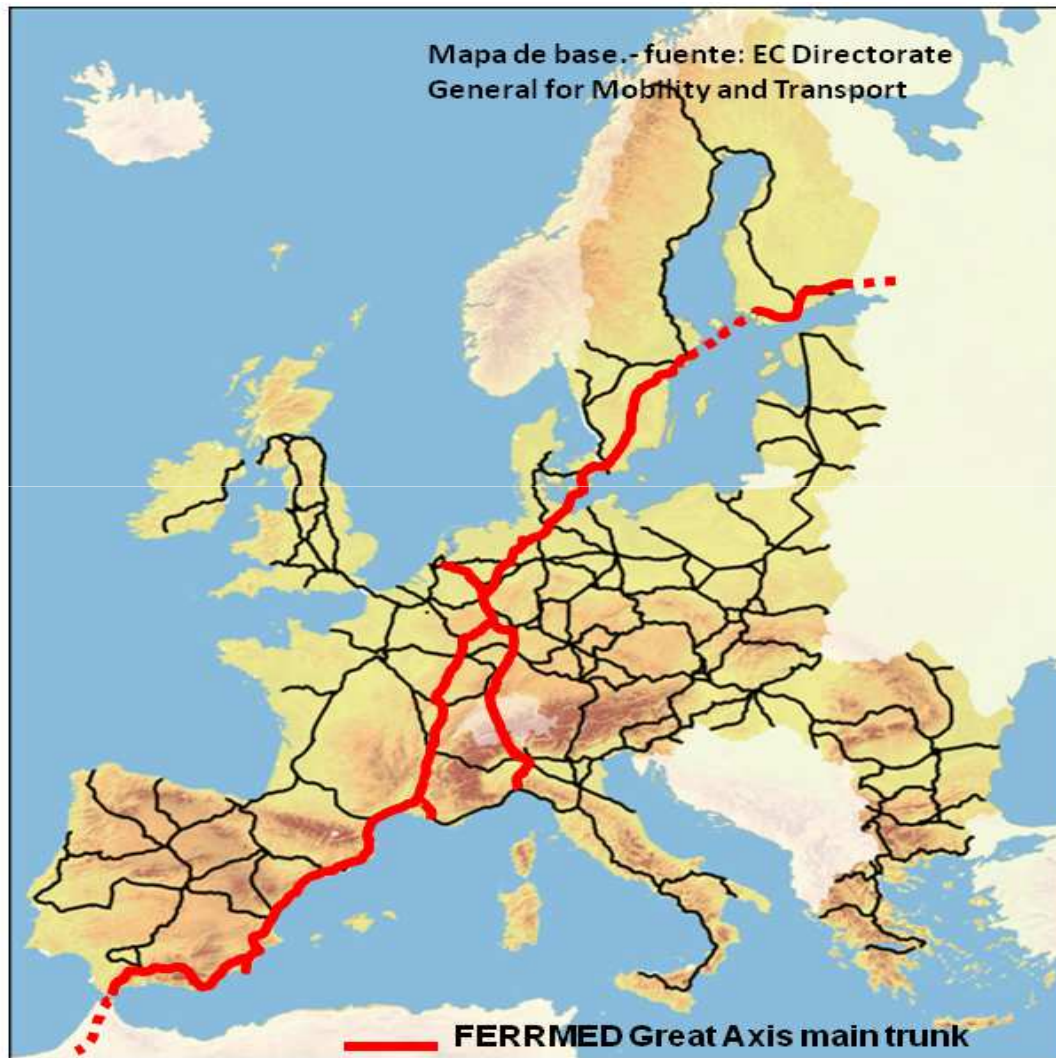 Mapa de base.- fuente: EC Directorate
General for Mobility and Transport
FERRMED Great Axis main trunk